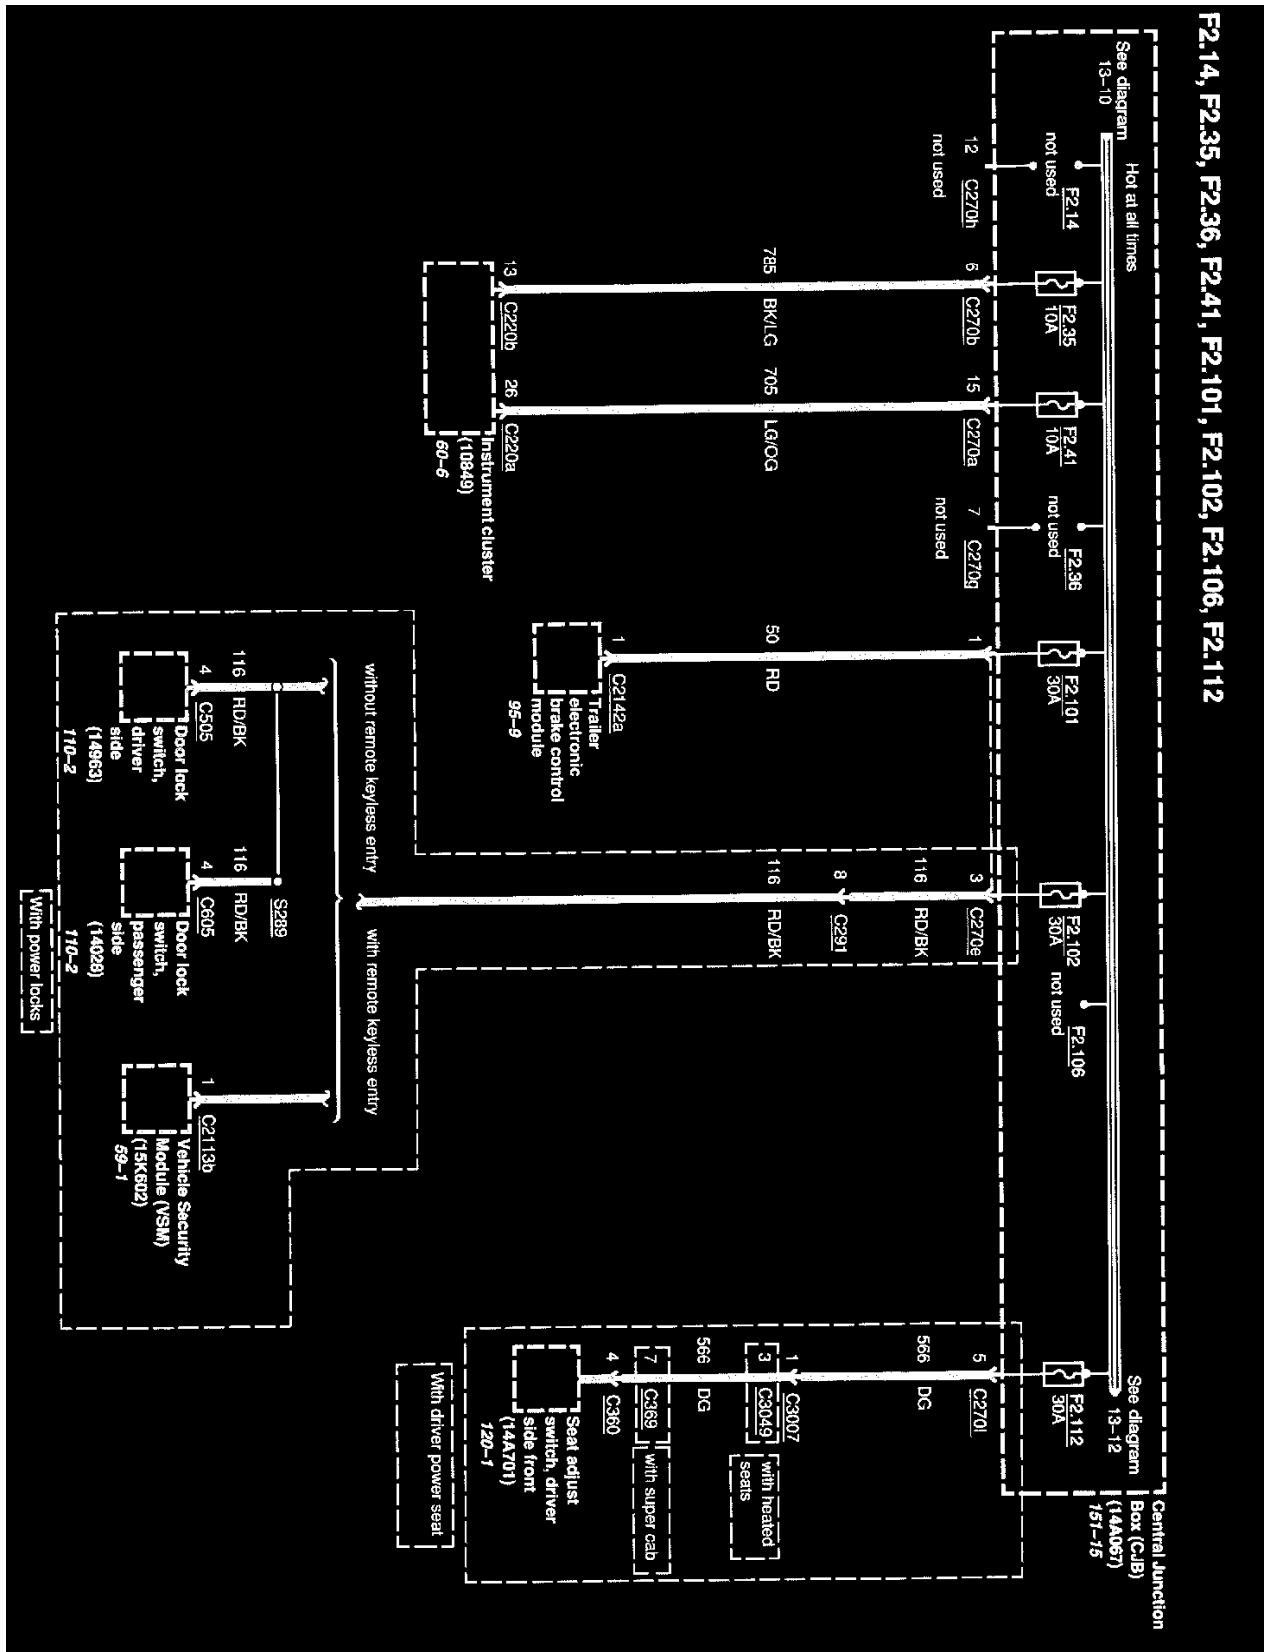 F2.14, F2.35, F2.36, F2.41, F2.101, F2.102, F2.106, F2.112
See diagram
13–10
Hot at all times
See diagram
13–12
Central Junction
Box (CJB)
(14A067)
151–15
F2.14
not used
F2.35
10A
F2.41
10A
F2.36
not used
F2.101
30A
F2.102
30A
F2.106
not used
F2.112
30A
12 C270h
not used
6 C270b
15 C270a
7 C270g
not used
1
3 C270e
5 C270l
785 BK/LG
705 LG/OG
50 RD
116 RD/BK
8 C291
116 RD/BK
566 DG
1 C3007
3 C3049
with heated
seats
566 DG
7 C369
with super cab
4 C360
Seat adjust
switch, driver
side front
(14A701)
120–1
With driver power seat
13 C220b
26 C220a
Instrument cluster
(10849)
60–6
1 C2142a
Trailer
electronic
brake control
module
95–9
without remote keyless entry
with remote keyless entry
S289
116 RD/BK
116 RD/BK
4 C505
4 C605
1 C2113b
Door lock
switch,
driver
side
(14963)
110–2
Door lock
switch,
passenger
side
(14028)
110–2
Vehicle Security
Module (VSM)
(15K602)
59–1
With power locks